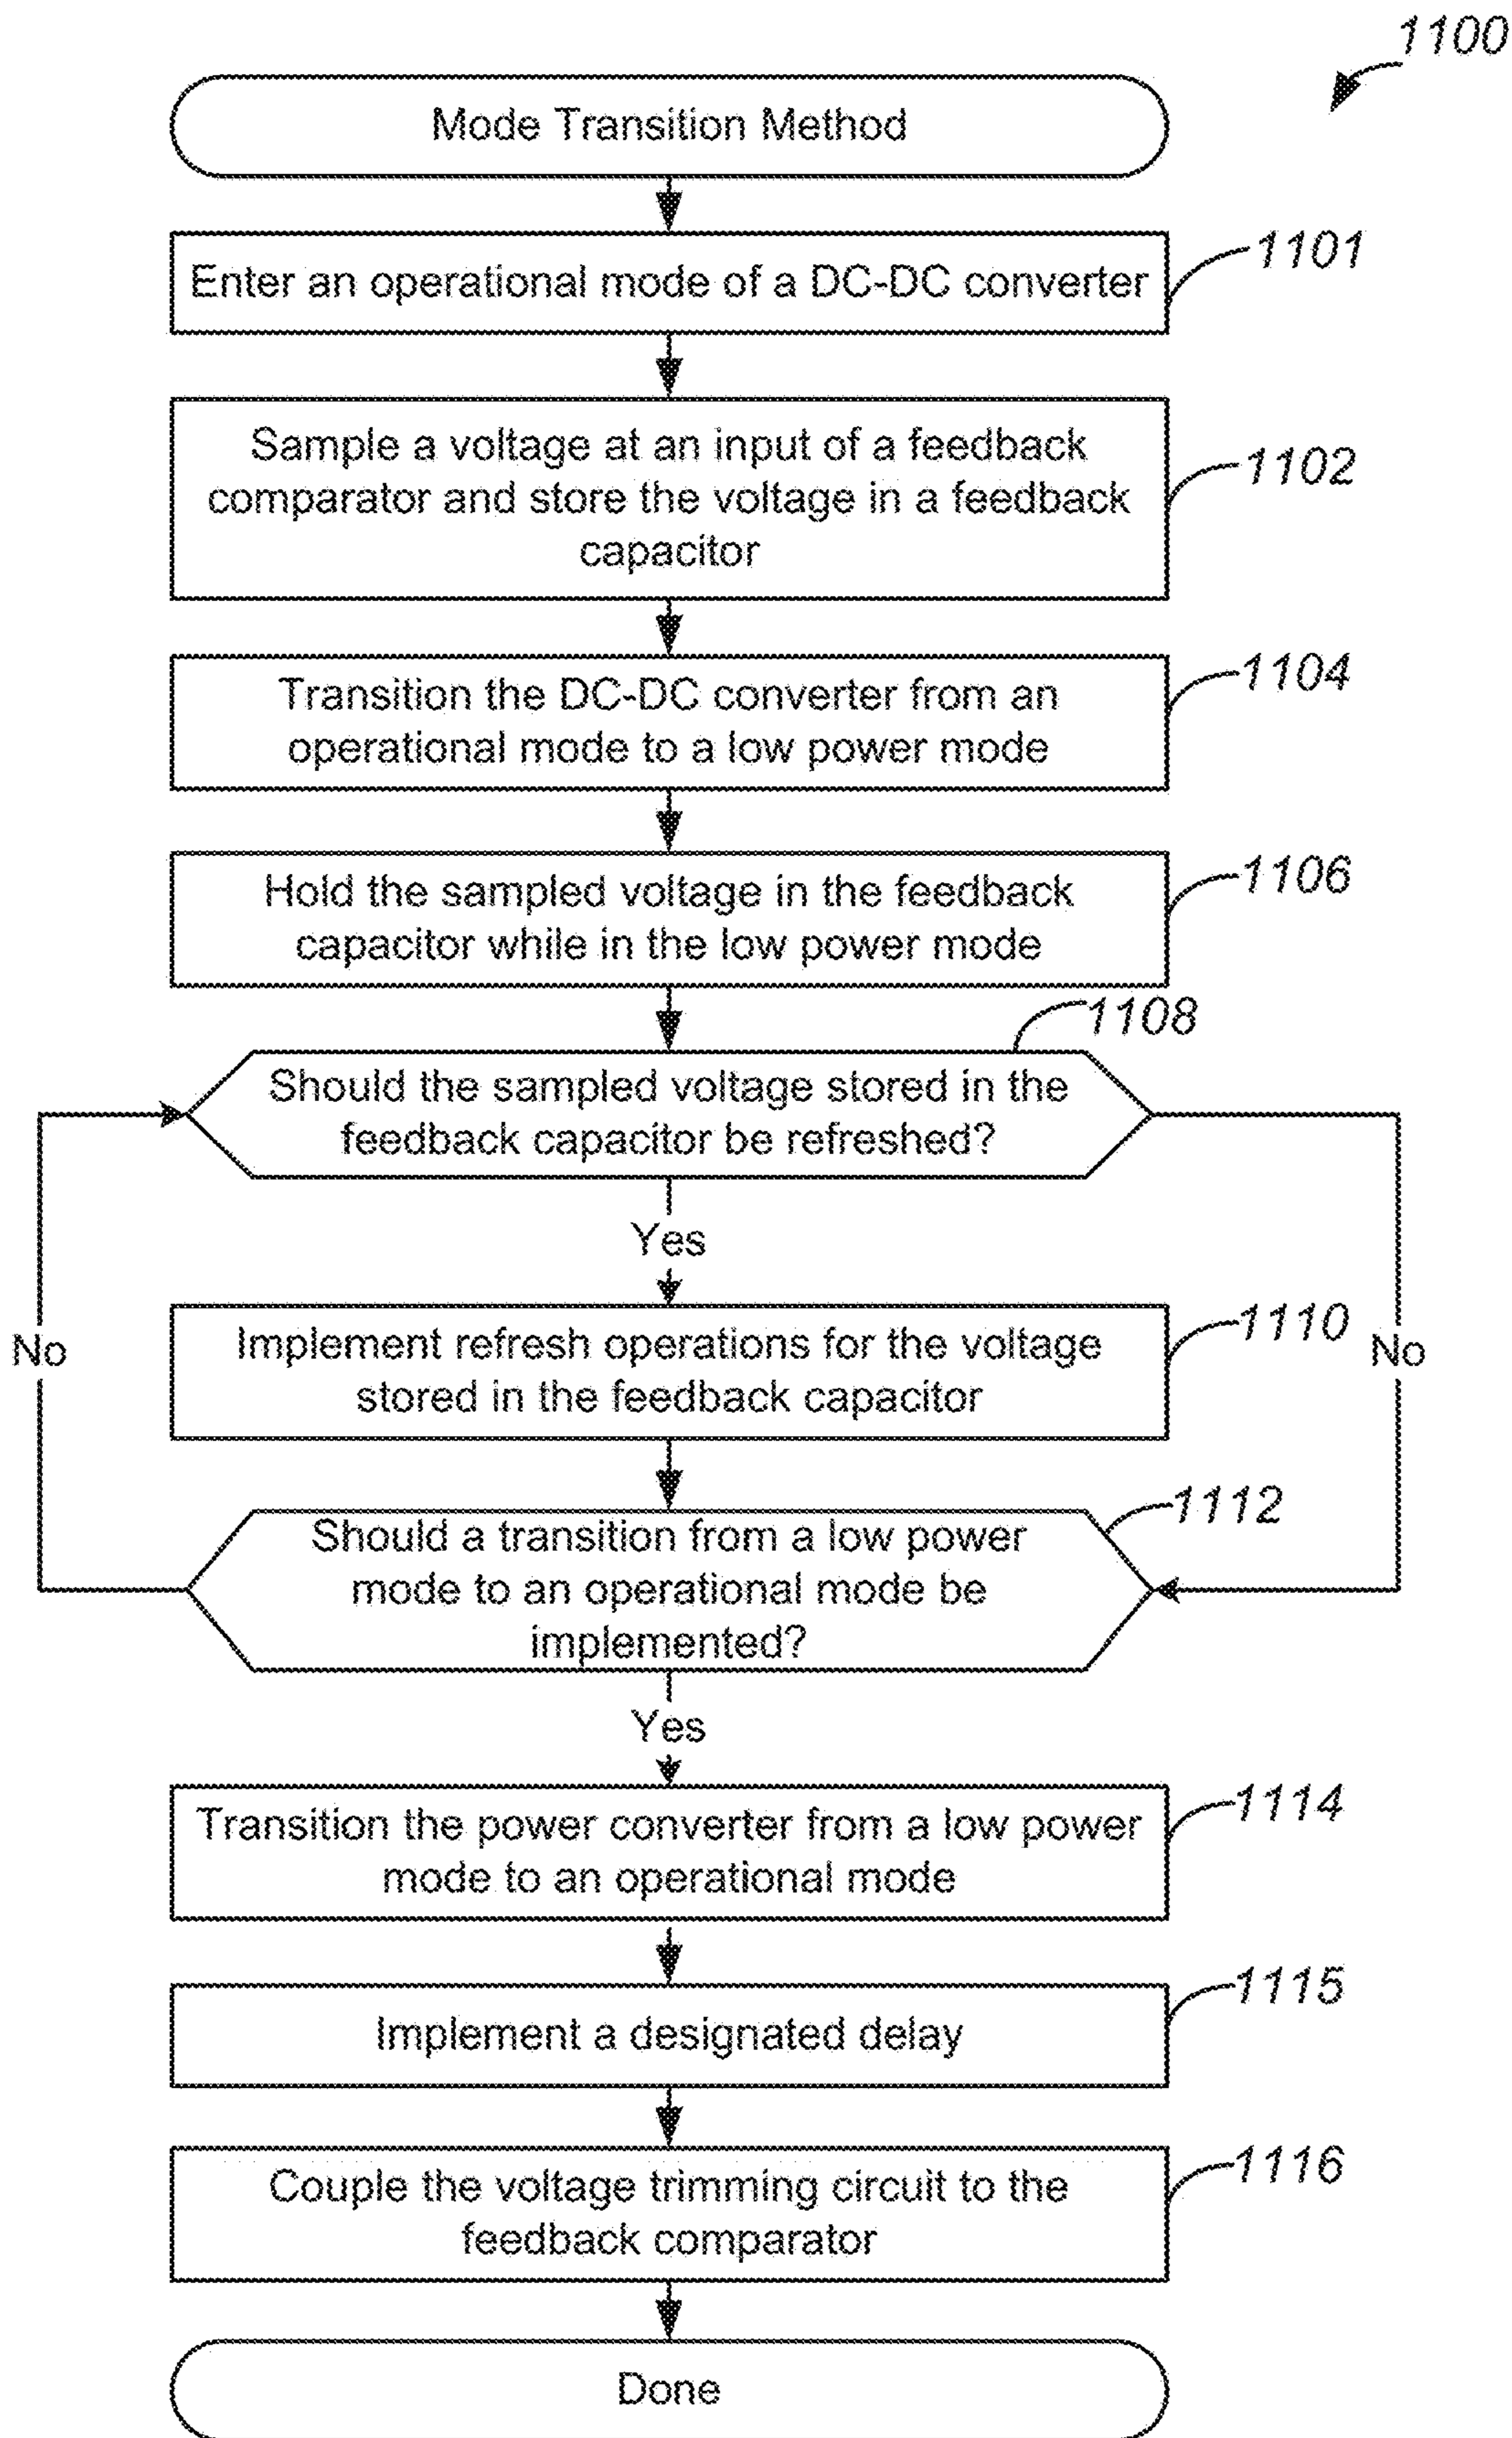 1100
Mode Transition Method
Enter an operational mode of a DC-DC converter
1101
Sample a voltage at an input of a feedback
comparator and store the voltage in a feedback
capacitor
1102
Transition the DC-DC converter from an
operational mode to a low power mode
1104
Hold the sampled voltage in the feedback
capacitor while in the low power mode
1106
1108
Should the sampled voltage stored in the
feedback capacitor be refreshed?
Yes
No
No
Implement refresh operations for the voltage
stored in the feedback capacitor
1110
Should a transition from a low power
mode to an operational mode be
implemented?
1112
Yes
Transition the power converter from a low power
mode to an operational mode
1114
Implement a designated delay
1115
Couple the voltage trimming circuit to the
feedback comparator
1116
Done